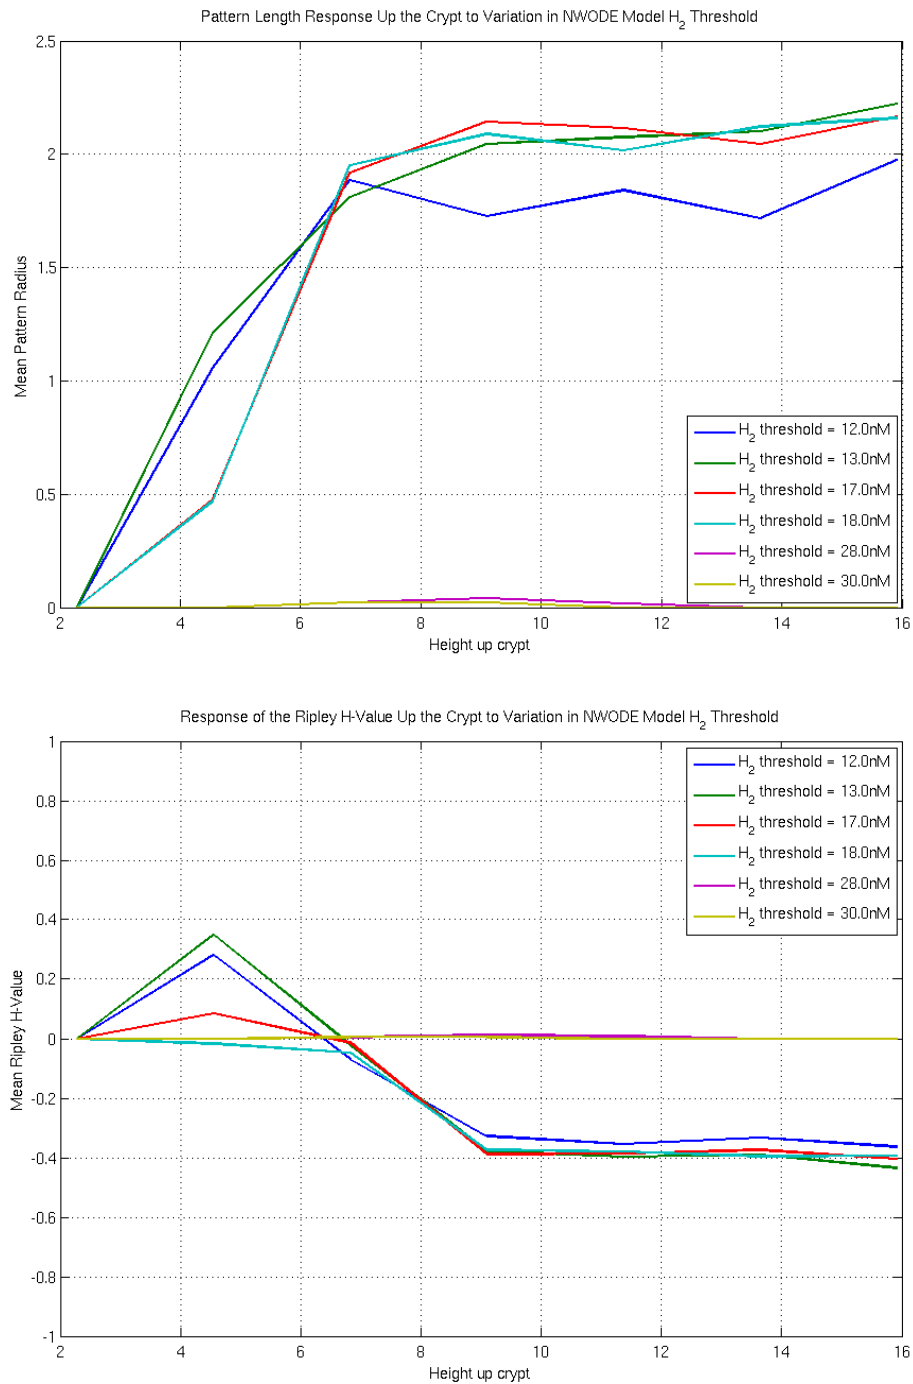 Pattern Length Response Up the Crypt to Variation in NWODE Model H2 Threshold
2.5
2
1.5
1
0.5
0
Mean Pattern Radius
H2 threshold = 12.0nM
H2 threshold = 13.0nM
H2 threshold = 17.0nM
H2 threshold = 18.0nM
H2 threshold = 28.0nM
H2 threshold = 30.0nM
2 4 6 8 10 12 14 16
Height up crypt
Response of the Ripley H-Value Up the Crypt to Variation in NWODE Model H2 Threshold
1
0.8
0.6
0.4
0.2
0
-0.2
-0.4
-0.6
-0.8
-1
Mean Ripley H-Value
H2 threshold = 12.0nM
H2 threshold = 13.0nM
H2 threshold = 17.0nM
H2 threshold = 18.0nM
H2 threshold = 28.0nM
H2 threshold = 30.0nM
2 4 6 8 10 12 14 16
Height up crypt